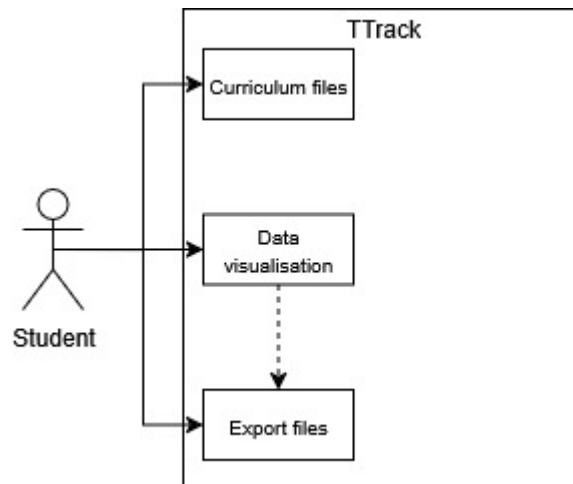 TTrack
Curriculum files
Data
visualisation
Student
Export files